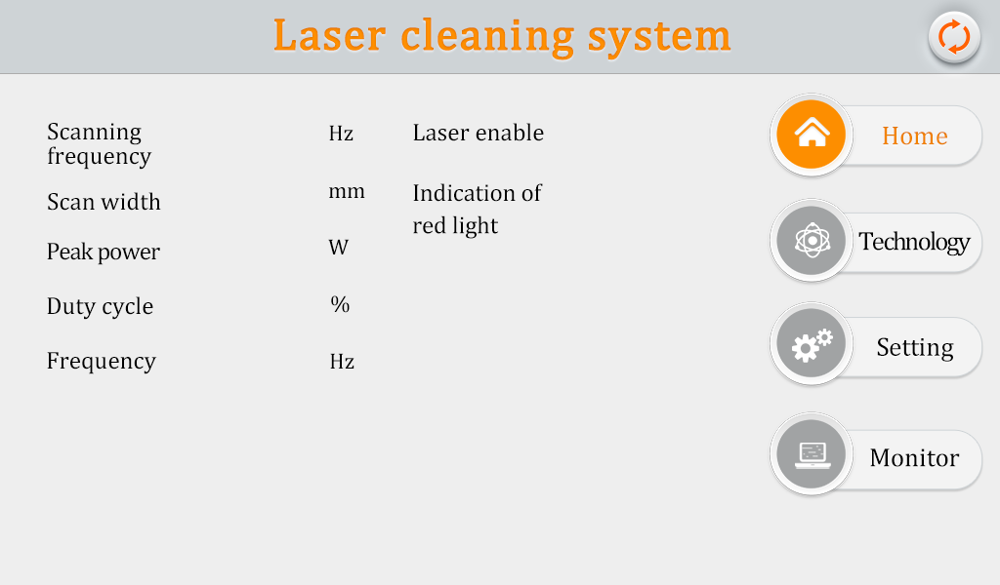 Laser cleaning system
Scanning
frequency
Hz
Laser enable
Scan width
mm
Indication of
red light
Peak power
W
Duty cycle
%
Frequency
Hz
Home
Technology
Setting
Monitor